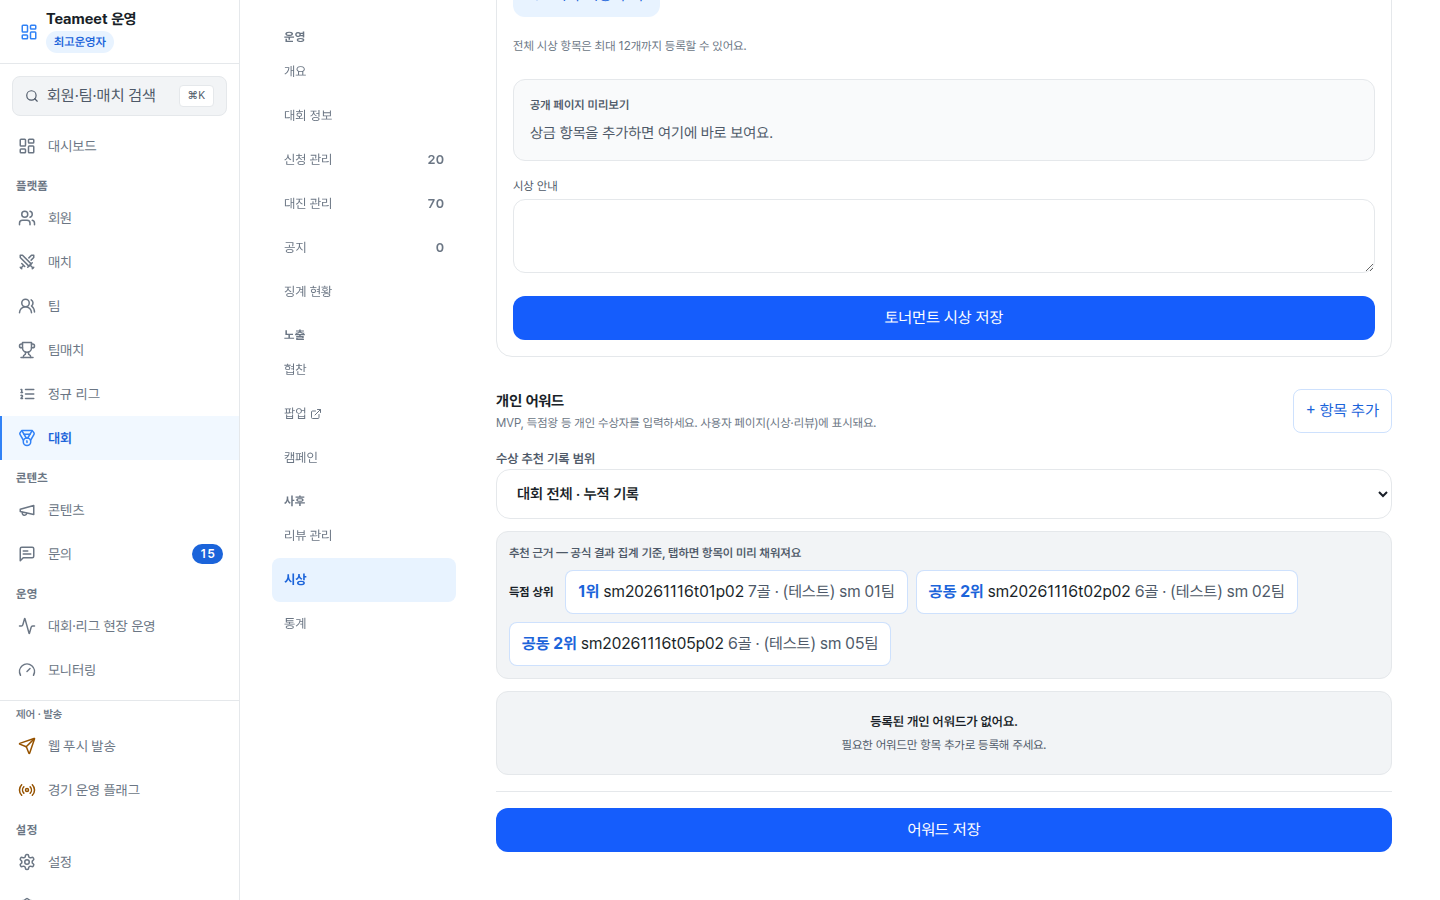 Teameet 운영
최고운영자
회원·팀·매치 검색 ⌘K
대시보드
플랫폼
회원
매치
팀
팀매치
정규 리그
대회
콘텐츠
콘텐츠
문의 15
운영
대회·리그 현장 운영
모니터링
제어·발송
웹 푸시 발송
경기 운영 플래그
설정
설정
운영
개요
대회 정보
신청 관리 20
대진 관리 70
공지 0
징계 현황
노출
협찬
팝업
캠페인
사후
리뷰 관리
시상
통계
전체 시상 항목은 최대 12개까지 등록할 수 있어요.
공개 페이지 미리보기
상금 항목을 추가하면 여기에 바로 보여요.
시상 안내
토너먼트 시상 저장
개인 어워드
+ 항목 추가
MVP, 득점왕 등 개인 수상자를 입력하세요. 사용자 페이지(시상·리뷰)에 표시돼요.
수상 추천 기록 범위
대회 전체 · 누적 기록
추천 근거 — 공식 결과 집계 기준, 탭하면 항목이 미리 채워져요
득점 상위 1위 sm20261116t01p02 7골 · (테스트) sm 01팀 공동 2위 sm20261116t02p02 6골 · (테스트) sm 02팀
공동 2위 sm20261116t05p02 6골 · (테스트) sm 05팀
등록된 개인 어워드가 없어요.
필요한 어워드만 항목 추가로 등록해 주세요.
어워드 저장